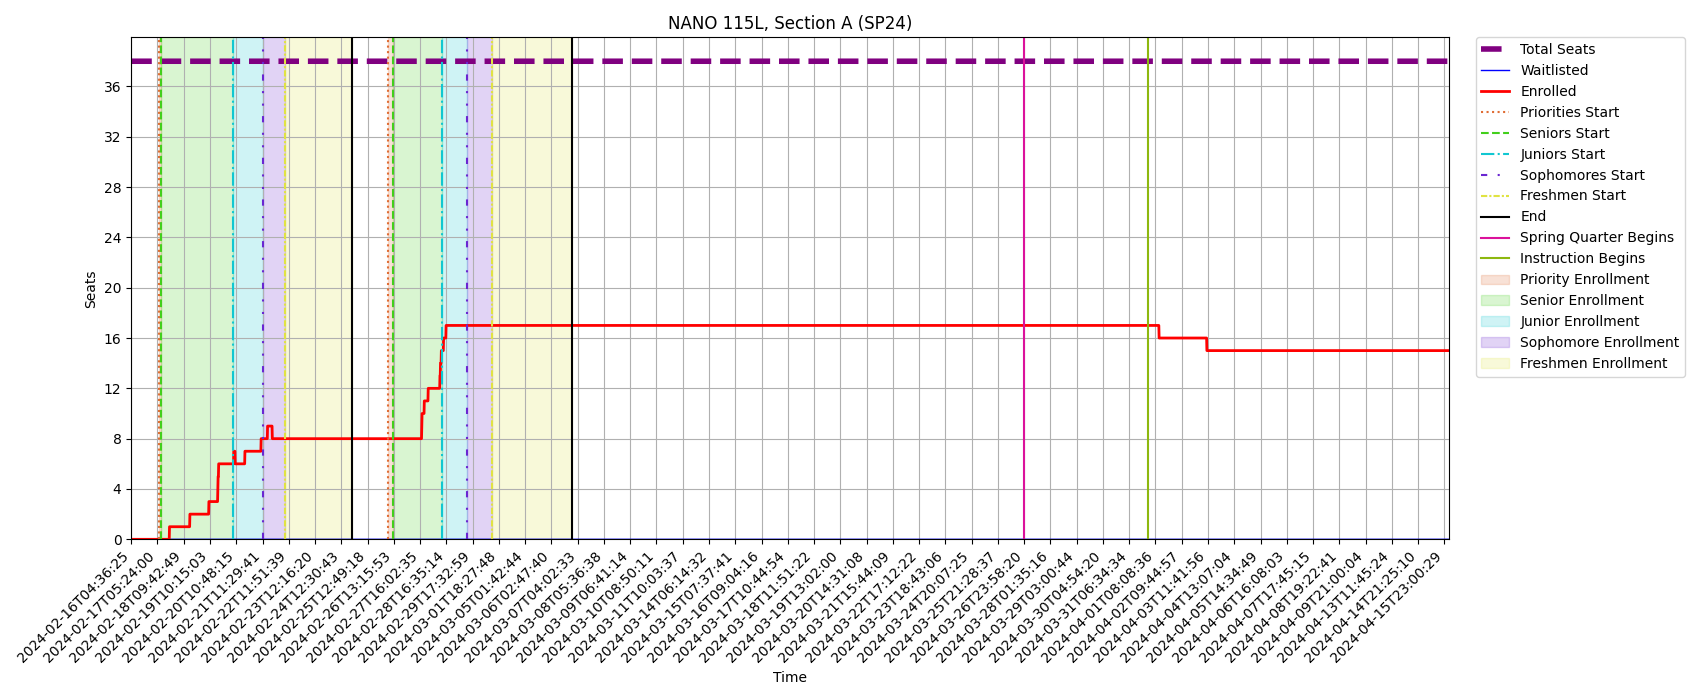 NANO 115L, Section A (SP24)
Seats
36
32
28
24
20
16
12
8
4
0
2024-02-16T04:36:25
2024-02-17T05:24:00
2024-02-18T09:42:49
2024-02-19T10:15:03
2024-02-20T10:48:15
2024-02-21T11:29:41
2024-02-22T11:51:39
2024-02-23T12:16:20
2024-02-24T12:30:43
2024-02-25T12:49:18
2024-02-26T13:15:53
2024-02-27T16:02:35
2024-02-28T16:35:14
2024-02-29T17:32:59
2024-03-01T18:27:48
2024-03-05T01:42:44
2024-03-06T02:47:40
2024-03-07T04:02:33
2024-03-08T05:36:38
2024-03-09T06:41:14
2024-03-10T08:50:11
2024-03-11T10:03:37
2024-03-14T06:14:32
2024-03-15T07:37:41
2024-03-16T09:04:16
2024-03-17T10:44:54
2024-03-18T11:51:22
2024-03-19T13:02:00
2024-03-20T14:31:08
2024-03-21T15:44:09
2024-03-22T17:12:22
2024-03-23T18:43:06
2024-03-24T20:07:25
2024-03-25T21:28:37
2024-03-26T23:58:20
2024-03-28T01:35:16
2024-03-29T03:00:44
2024-03-30T04:54:20
2024-03-31T06:34:34
2024-04-01T08:08:36
2024-04-02T09:44:57
2024-04-03T11:41:56
2024-04-04T13:07:04
2024-04-05T14:34:49
2024-04-06T16:08:03
2024-04-07T17:45:15
2024-04-08T19:22:41
2024-04-09T21:00:04
2024-04-13T11:45:24
2024-04-14T21:25:10
2024-04-15T23:00:29
Time
Total Seats
Waitlisted
Enrolled
Priorities Start
Seniors Start
Juniors Start
Sophomores Start
Freshmen Start
End
Spring Quarter Begins
Instruction Begins
Priority Enrollment
Senior Enrollment
Junior Enrollment
Sophomore Enrollment
Freshmen Enrollment